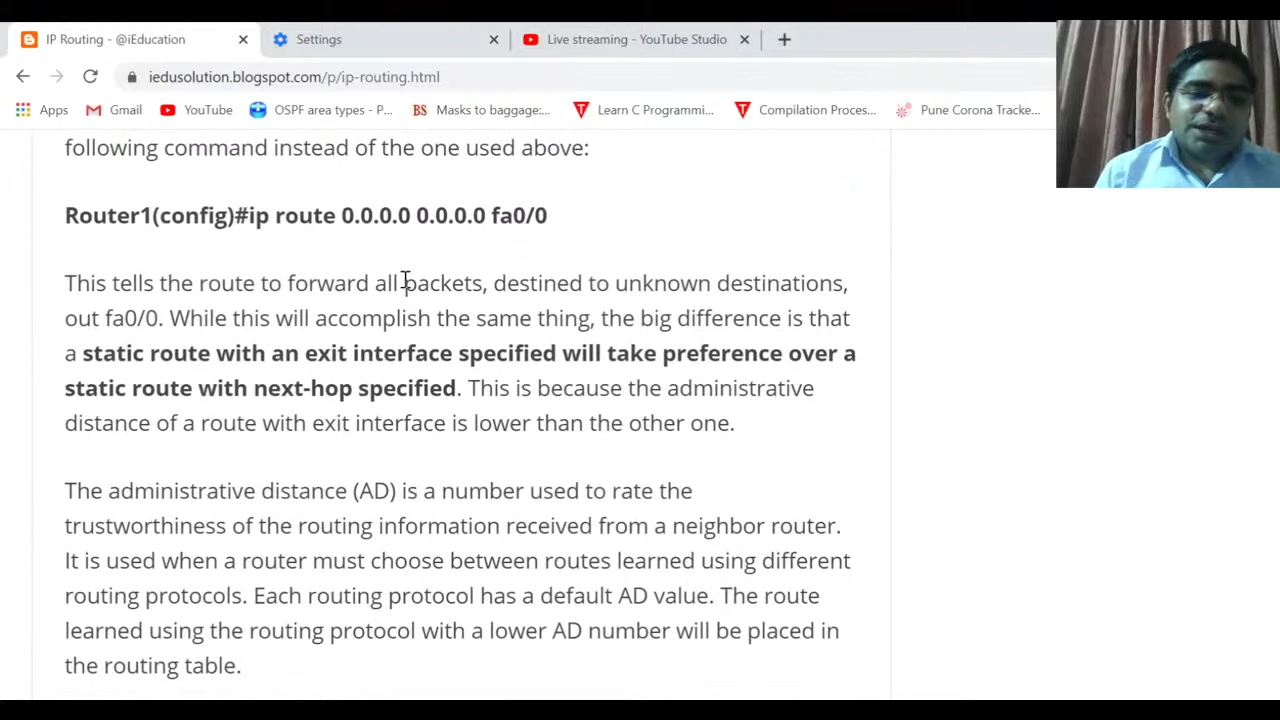 IP Routing - @iEducation
Settings
Live streaming - YouTube Studio
iedusolution.blogspot.com/p/ip-routing.html
Apps
Gmail
YouTube
OSPF area types - P...
BS
Masks to baggage:...
Learn C Programmi...
Compilation Proces...
Pune Corona Tracke...
following command instead of the one used above:
Router1(config)#ip route 0.0.0.0 0.0.0.0 fa0/0
This tells the route to forward all packets, destined to unknown destinations,
out fa0/0. While this will accomplish the same thing, the big difference is that
a static route with an exit interface specified will take preference over a
static route with next-hop specified. This is because the administrative
distance of a route with exit interface is lower than the other one.
The administrative distance (AD) is a number used to rate the
trustworthiness of the routing information received from a neighbor router.
It is used when a router must choose between routes learned using different
routing protocols. Each routing protocol has a default AD value. The route
learned using the routing protocol with a lower AD number will be placed in
the routing table.